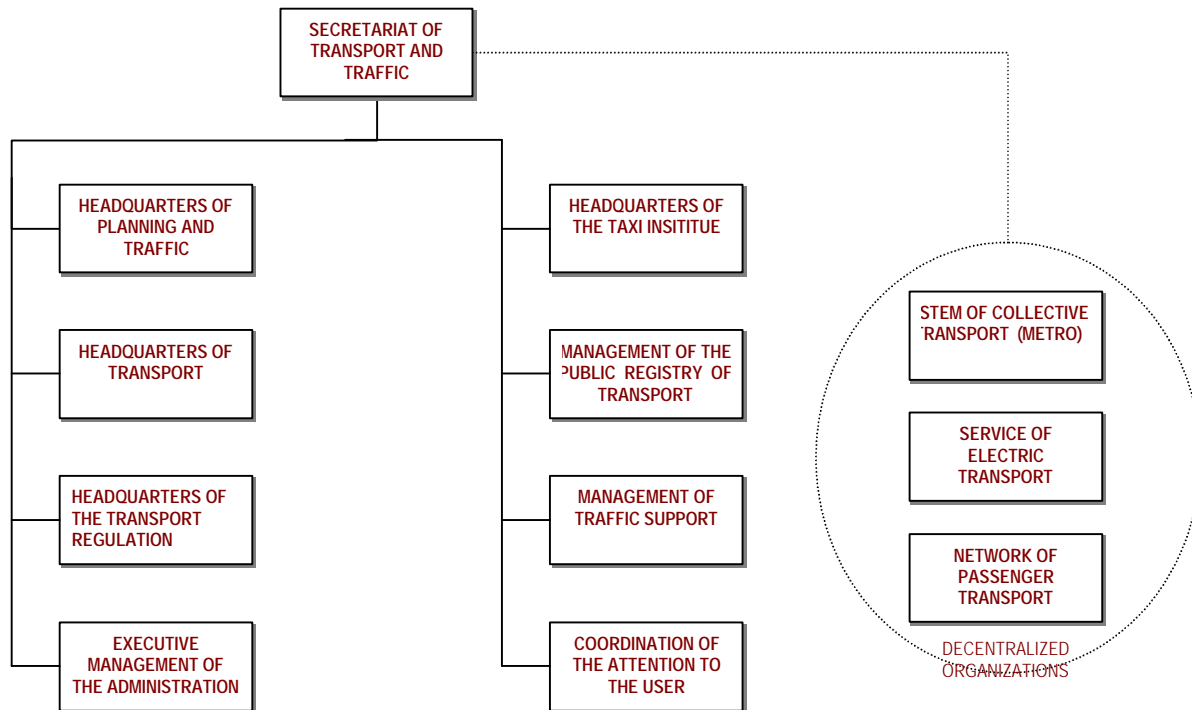 SECRETARIAT OF
TRANSPORT AND
TRAFFIC
HEADQUARTERS OF
PLANNING AND
TRAFFIC
HEADQUARTERS OF
TRANSPORT
HEADQUARTERS OF
THE TRANSPORT
REGULATION
EXECUTIVE
MANAGEMENT OF
THE ADMINISTRATION
HEADQUARTERS OF
THE TAXI INSITITUE
MANAGEMENT OF THE
PUBLIC REGISTRY OF
TRANSPORT
MANAGEMENT OF
TRAFFIC SUPPORT
COORDINATION OF
THE ATTENTION TO
THE USER
STEM OF COLLECTIVE
TRANSPORT (METRO)
SERVICE OF
ELECTRIC
TRANSPORT
NETWORK OF
PASSENGER
TRANSPORT
DECENTRALIZED
ORGANIZATIONS